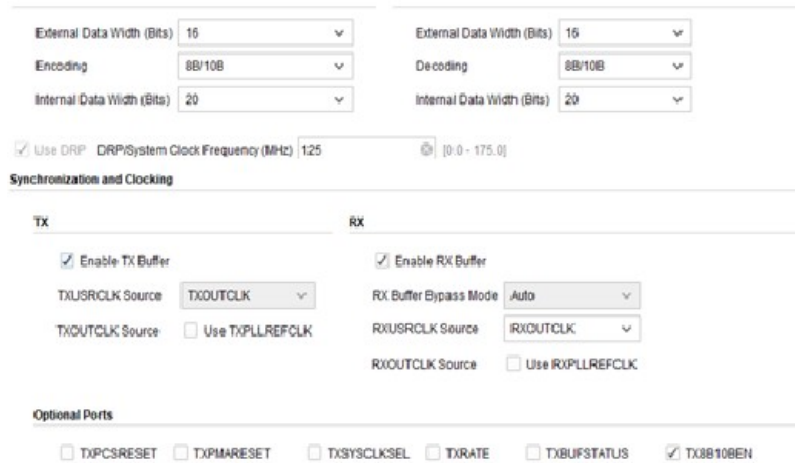 External Data Width (Bits) 16 External Data Width (Bits) 16
Encoding 8B/10B Decoding 8B/10B
Internal Data Width (Bits) 20 Internal Data Width (Bits) 20
Use DRP DRP/System Clock Frequency (MHz) 125 [0.0 - 175.0]
Synchronization and Clocking
TX RX
Enable TX Buffer Enable RX Buffer
TXUSRCLK Source TXOUTCLK RX Buffer Bypass Mode Auto
TXOUTCLK Source Use TXPLLREFCLK RXUSRCLK Source RXOUTCLK
RXOUTCLK Source Use RXPLLREFCLK
Optional Ports
TXPCSRESET TXPMARESET TXSYSCLKSEL TXRATE TXBUFSTATUS TX8B10BEN